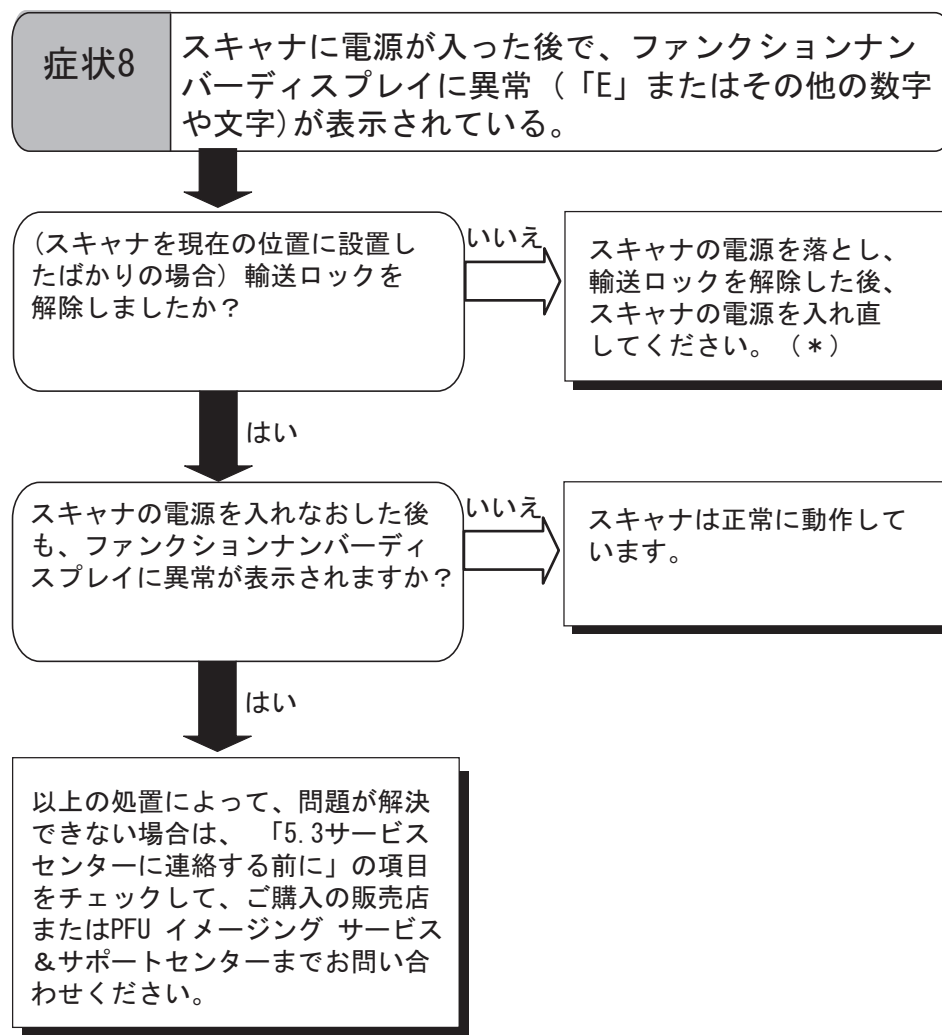 症状8
スキャナに電源が入った後で、ファンクションナン
バーディスプレイに異常（「E」またはその他の数字
や文字)が表示されている。
(スキャナを現在の位置に設置し
たばかりの場合) 輸送ロックを
解除しましたか？
いいえ
スキャナの電源を落とし、
輸送ロックを解除した後、
スキャナの電源を入れ直
してください。（＊）
はい
スキャナの電源を入れなおした後
も、ファンクションナンバーディ
スプレイに異常が表示されますか？
いいえ
スキャナは正常に動作して
います。
はい
以上の処置によって、問題が解決
できない場合は、 「5.3サービス
センターに連絡する前に」の項目
をチェックして、ご購入の販売店
またはPFU イメージング サービス
＆サポートセンターまでお問い合
わせください。